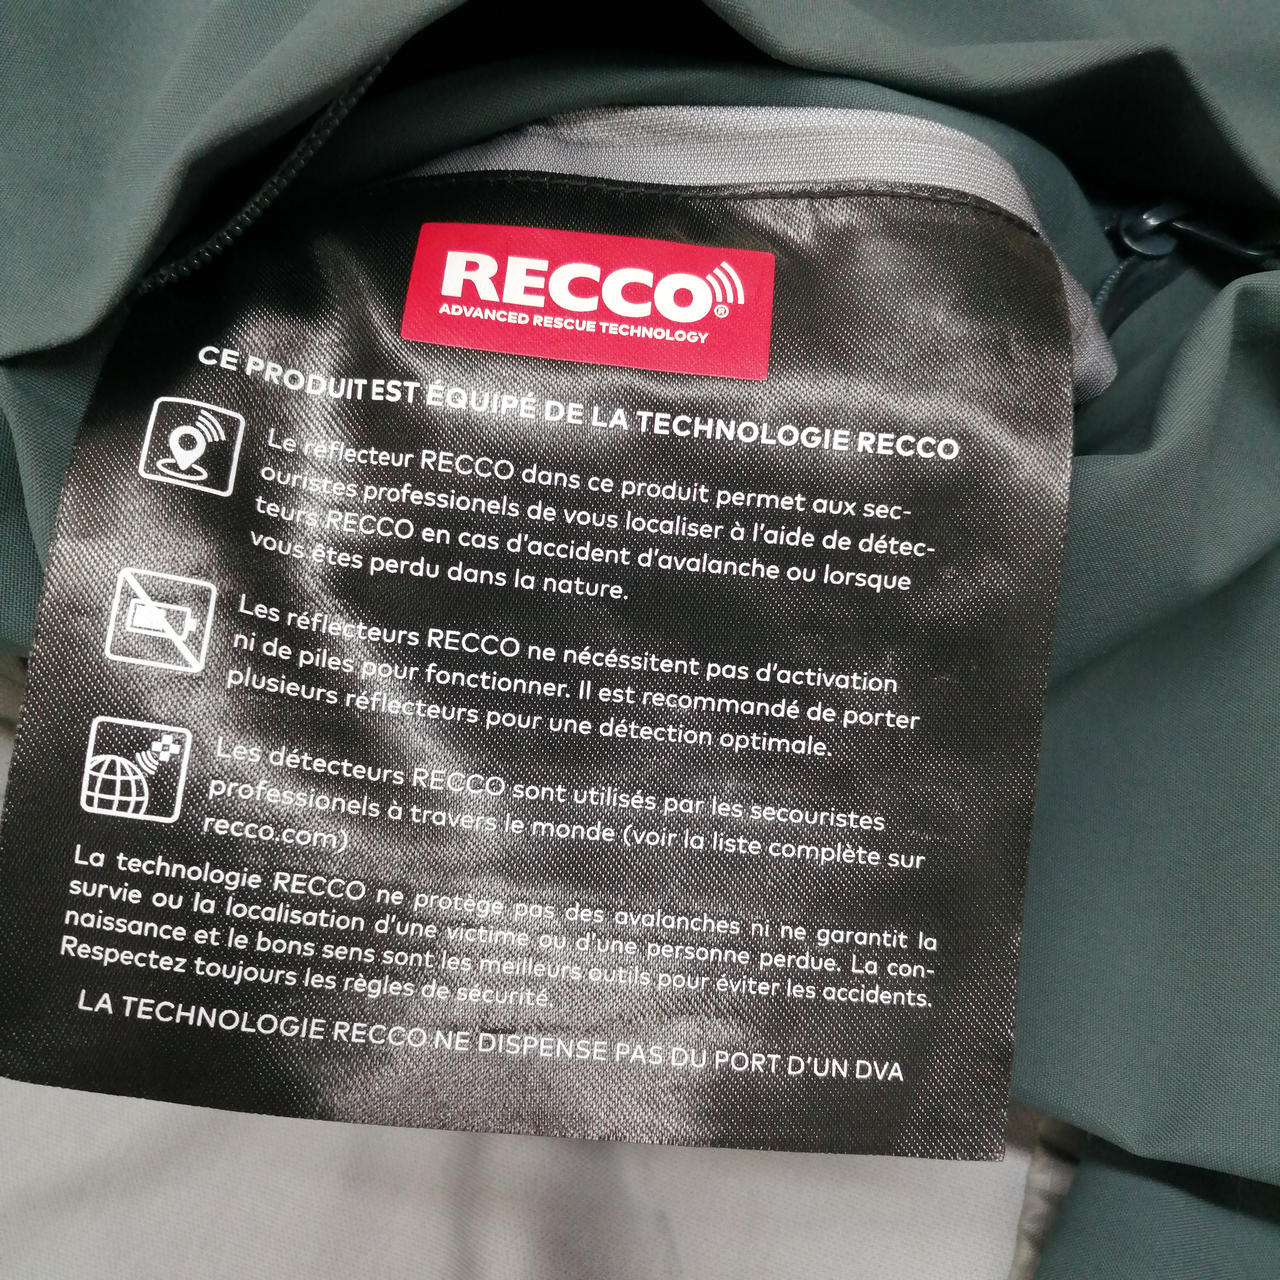 RECCO®
ADVANCED RESCUE TECHNOLOGY
CE PRODUIT EST ÉQUIPÉ DE LA TECHNOLOGIE RECCO
Le réflecteur RECCO dans ce produit permet aux sec-
ouristes professionels de vous localiser à l'aide de détec-
teurs RECCO en cas d'accident d'avalanche ou lorsque
vous êtes perdu dans la nature.
Les réflecteurs RECCO ne nécéssitent pas d'activation
ni de piles pour fonctionner. Il est recommandé de porter
plusieurs réflecteurs pour une détection optimale.
Les détecteurs RECCO sont utilisés par les secouristes
professionels à travers le monde (voir la liste complète sur
recco.com)
La technologie RECCO ne protège pas des avalanches ni ne garantit la
survie ou la localisation d'une victime ou d'une personne perdue. La con-
naissance et le bons sens sont les meilleurs outils pour éviter les accidents.
Respectez toujours les règles de sécurité.
LA TECHNOLOGIE RECCO NE DISPENSE PAS DU PORT D'UN DVA